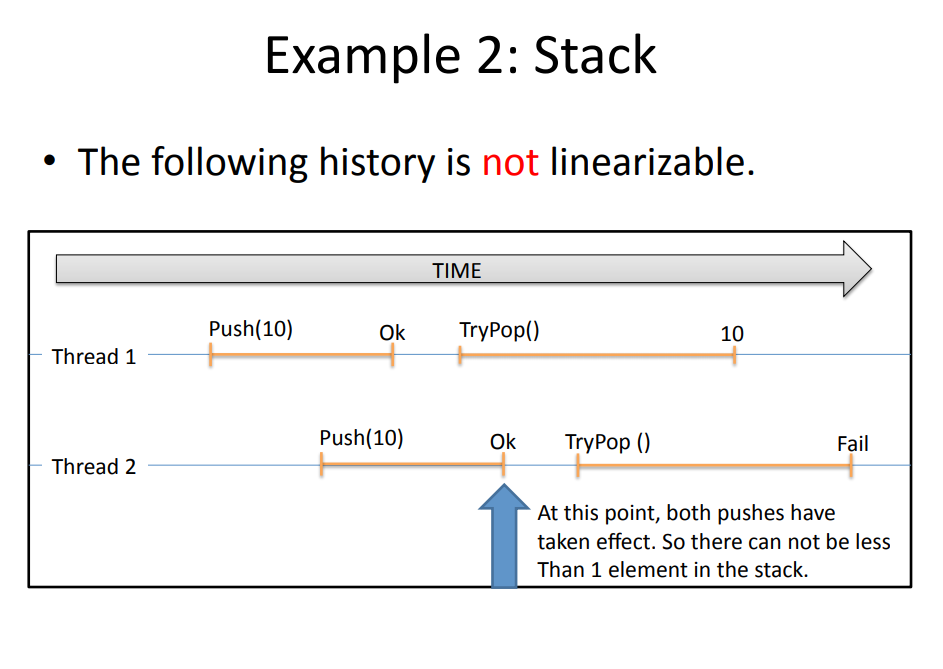 Example 2: Stack
• The following history is not linearizable.
TIME
Push(10)
Ok
TryPop()
10
Thread 1
Push(10)
Ok
TryPop ()
Fail
Thread 2
At this point, both pushes have
taken effect. So there can not be less
Than 1 element in the stack.